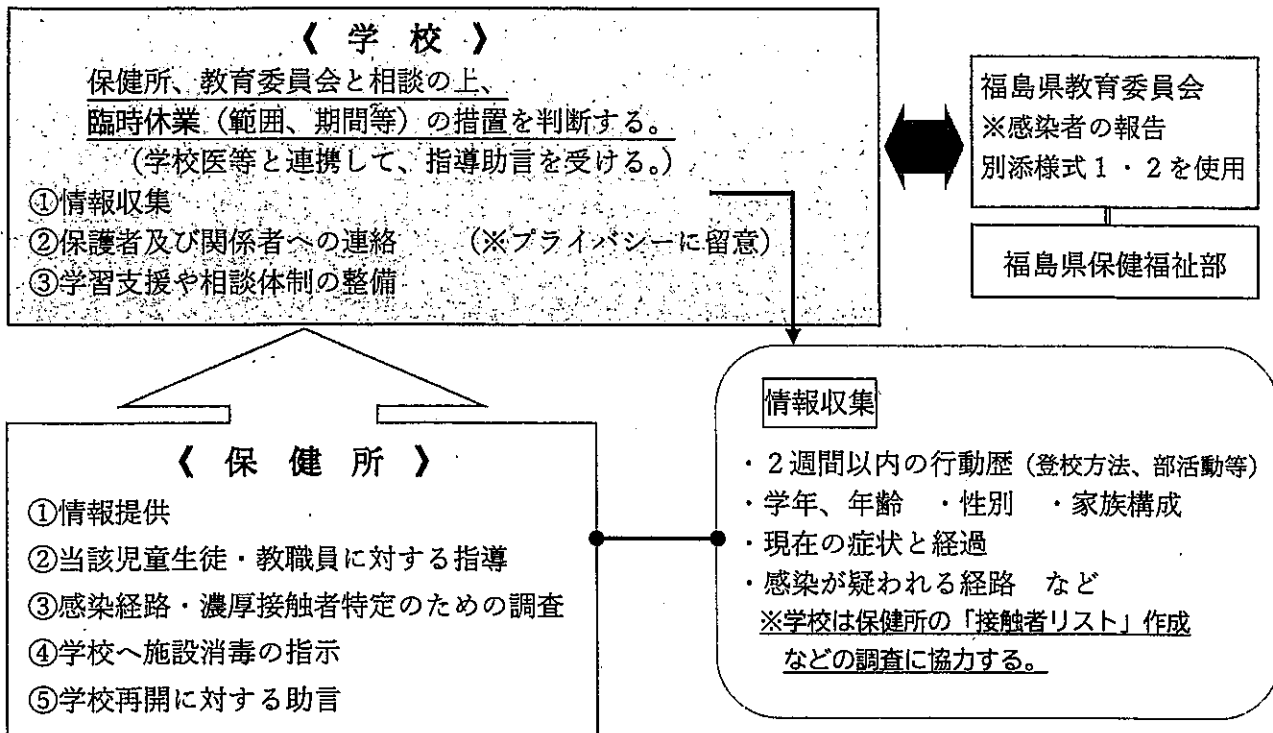 《 学 校 》
保健所、教育委員会と相談の上、
臨時休業（範囲、期間等）の措置を判断する。
（学校医等と連携して、指導助言を受ける。）
①情報収集
②保護者及び関係者への連絡　（※プライバシーに留意）
③学習支援や相談体制の整備
福島県教育委員会
※感染者の報告
別添様式１・２を使用
福島県保健福祉部
《 保 健 所 》
①情報提供
②当該児童生徒・教職員に対する指導
③感染経路・濃厚接触者特定のための調査
④学校へ施設消毒の指示
⑤学校再開に対する助言
情報収集
・２週間以内の行動歴（登校方法、部活動等）
・学年、年齢　・性別　・家族構成
・現在の症状と経過
・感染が疑われる経路　など
※学校は保健所の「接触者リスト」作成
などの調査に協力する。